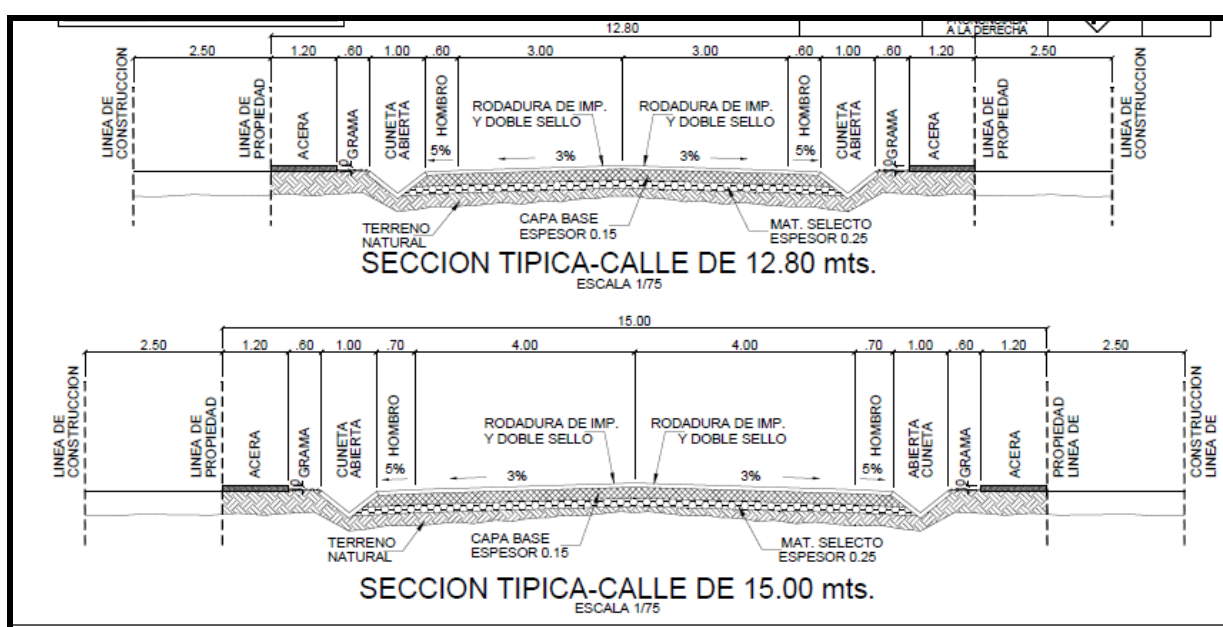 PRONUNCIADA
A LA DERECHA
12.80
2.50 1.20 .60 1.00 .60 3.00 3.00 .60 1.00 .60 1.20 2.50
LINEA DE
CONSTRUCCION
LINEA DE
PROPIEDAD
ACERA
GRAMA
CUNETA
ABIERTA
HOMBRO
RODADURA DE IMP.
Y DOBLE SELLO
RODADURA DE IMP.
Y DOBLE SELLO
HOMBRO
CUNETA
ABIERTA
GRAMA
ACERA
LINEA DE
PROPIEDAD
LINEA DE
CONSTRUCCION
5% 3% 3% 5%
.10 .10
TERRENO
NATURAL
CAPA BASE
ESPESOR 0.15
MAT. SELECTO
ESPESOR 0.25
SECCION TIPICA-CALLE DE 12.80 mts.
ESCALA 1/75
15.00
2.50 1.20 .60 1.00 .70 4.00 4.00 .70 1.00 .60 1.20 2.50
LINEA DE
CONSTRUCCION
LINEA DE
PROPIEDAD
ACERA
GRAMA
CUNETA
ABIERTA
HOMBRO
RODADURA DE IMP.
Y DOBLE SELLO
RODADURA DE IMP.
Y DOBLE SELLO
HOMBRO
ABIERTA
CUNETA
GRAMA
ACERA
PROPIEDAD
LINEA DE
CONSTRUCCION
LINEA DE
5% 3% 3% 5%
.10 .10
TERRENO
NATURAL
CAPA BASE
ESPESOR 0.15
MAT. SELECTO
ESPESOR 0.25
SECCION TIPICA-CALLE DE 15.00 mts.
ESCALA 1/75